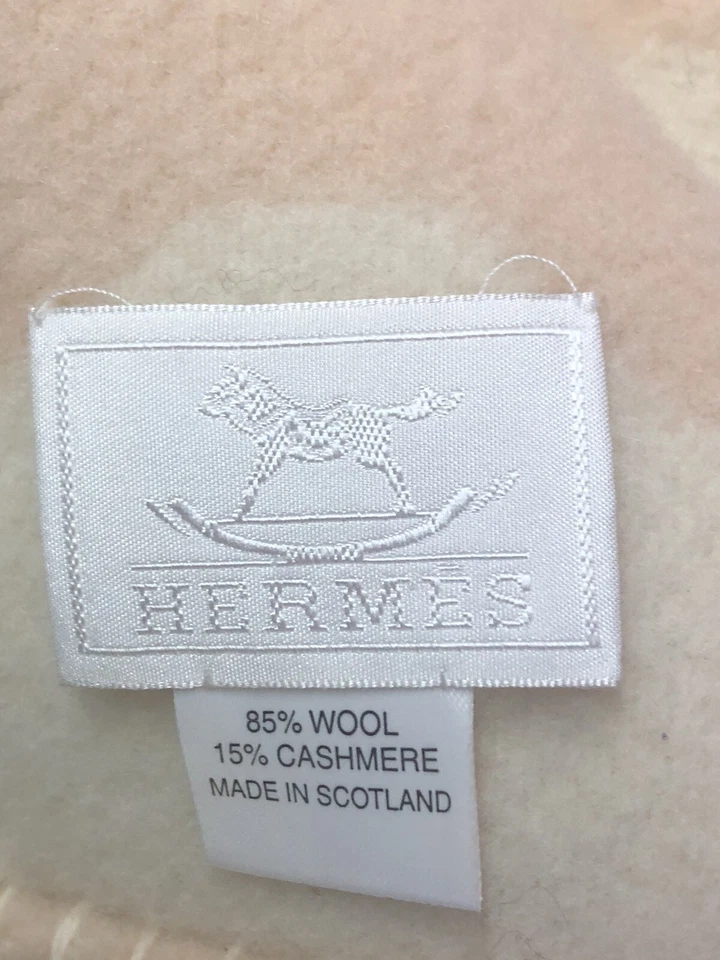 HERMÈS
85% WOOL
15% CASHMERE
MADE IN SCOTLAND